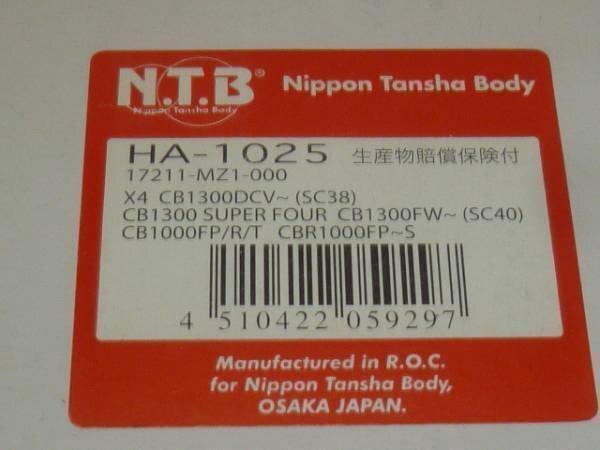 N.T.B® Nippon Tansha Body
Nippon Tansha Body
HA-1025 生産物賠償保険付
17211-MZ1-000
X4 CB1300DCV~ (SC38)
CB1300 SUPER FOUR CB1300FW~ (SC40)
CB1000FP/R/T CBR1000FP~S
4 510422 059297
Manufactured in R.O.C.
for Nippon Tansha Body,
OSAKA JAPAN.